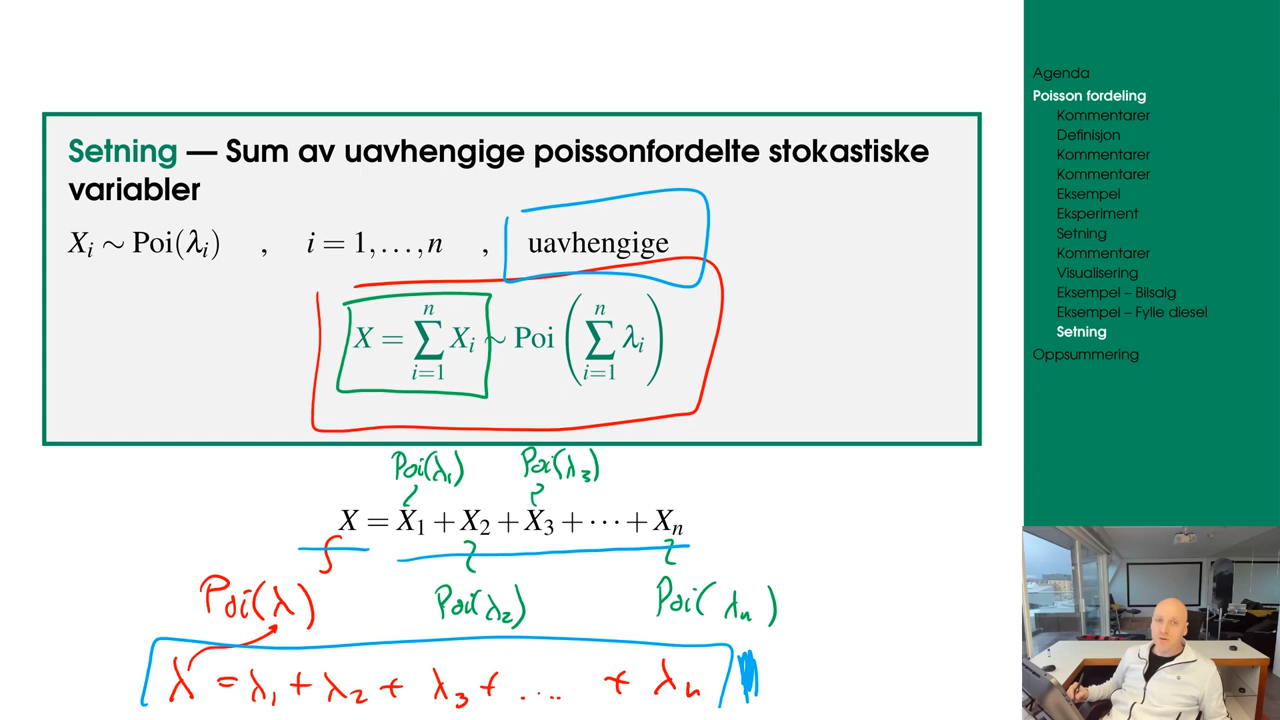 Setning — Sum av uavhengige poissonfordelte stokastiske
variabler
Xᵢ ∼ Poi(λᵢ) , i = 1,…,n , uavhengige
X = ∑ᵢ₌₁ⁿ Xᵢ ∼ Poi(∑ᵢ₌₁ⁿ λᵢ)
Poi(λ₁) Poi(λ₃)
X = X₁ + X₂ + X₃ + ⋯ + Xₙ
Poi(λ) Poi(λ₂) Poi(λₙ)
λ = λ₁ + λ₂ + λ₃ + .... + λₙ
Agenda
Poisson fordeling
Kommentarer
Definisjon
Kommentarer
Kommentarer
Eksempel
Eksperiment
Setning
Kommentarer
Visualisering
Eksempel – Bilsalg
Eksempel – Fylle diesel
Setning
Oppsummering